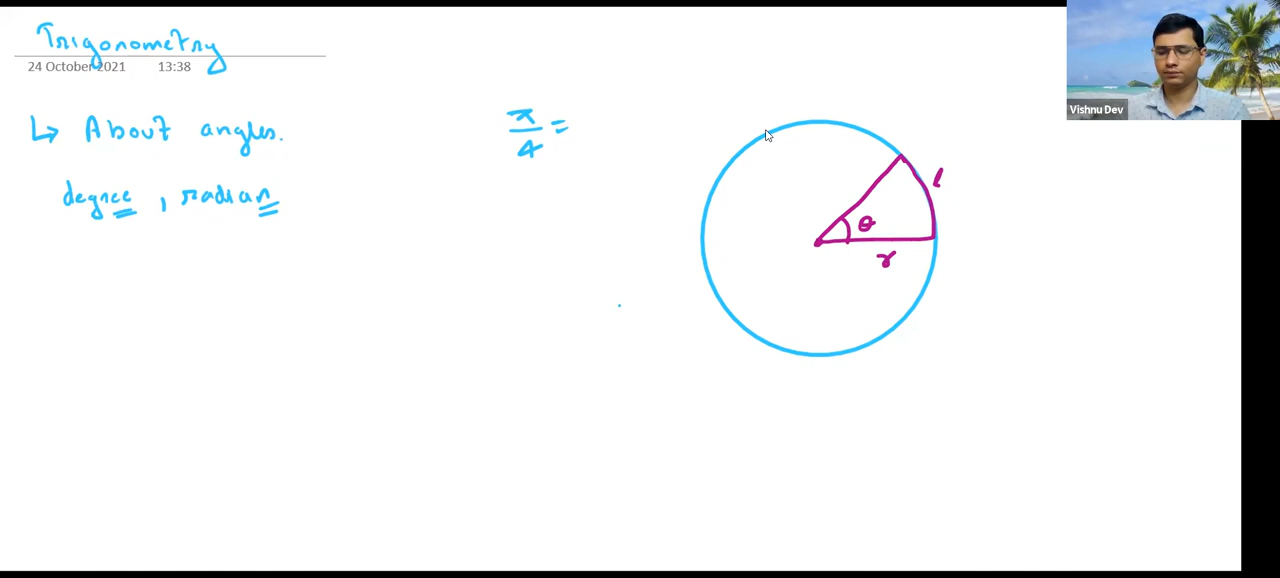 Trigonometry
24 October 2021 13:38
↳ About angles.
degree , radian
π/4 =
l
θ
r
Vishnu Dev